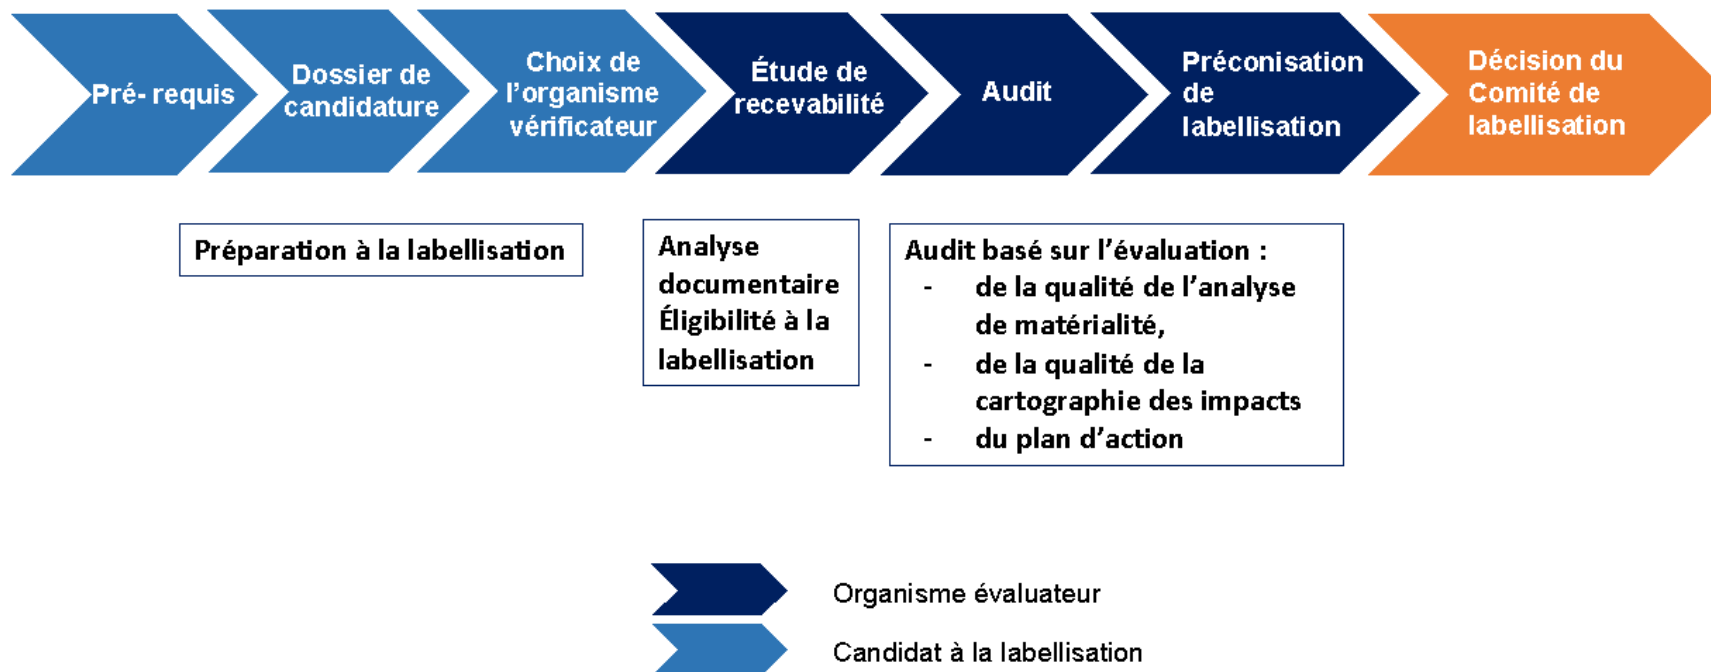 Pré- requis
Dossier de
candidature
Choix de
l’organisme
vérificateur
Étude de
recevabilité
Audit
Préconisation
de
labellisation
Décision du
Comité de
labellisation
Préparation à la labellisation
Analyse
documentaire
Éligibilité à la
labellisation
Audit basé sur l’évaluation :
- de la qualité de l’analyse
de matérialité,
- de la qualité de la
cartographie des impacts
- du plan d’action
Organisme évaluateur
Candidat à la labellisation